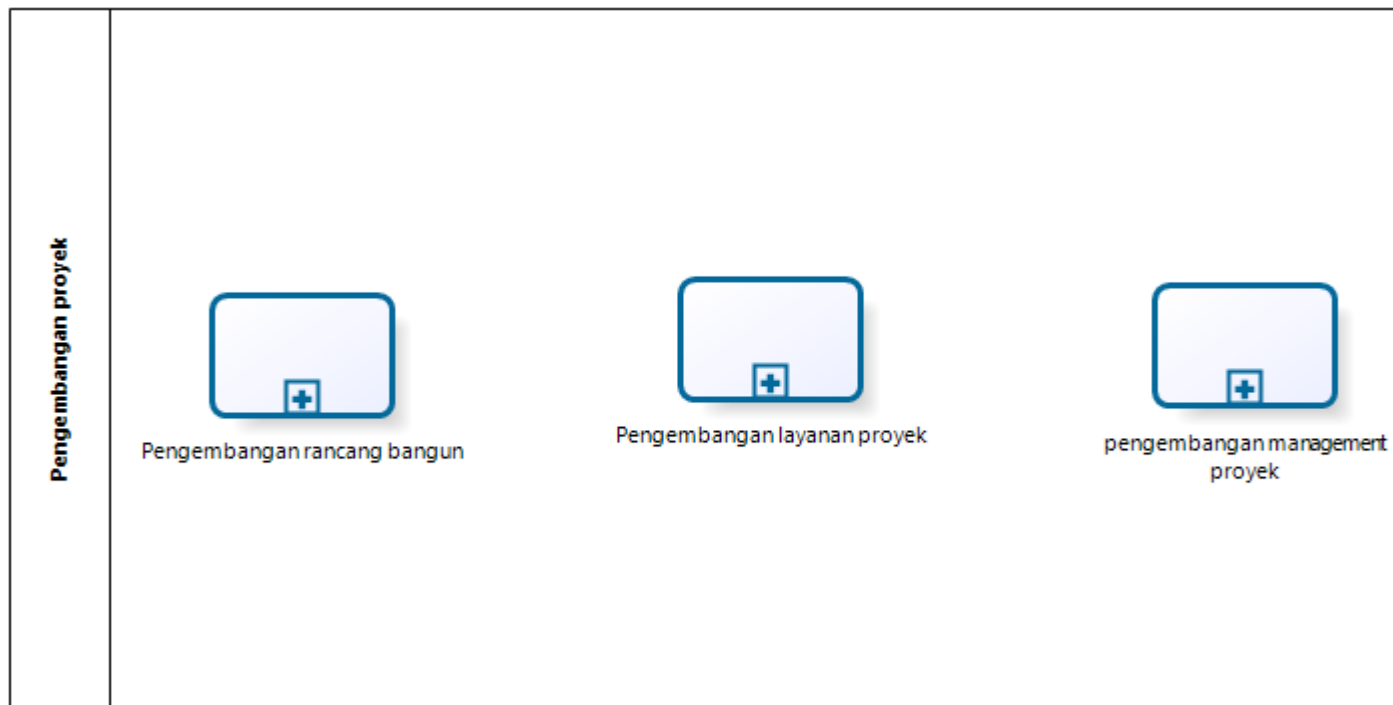 Pengembangan proyek
Pengembangan rancang bangun
Pengembangan layanan proyek
pengembangan management
proyek